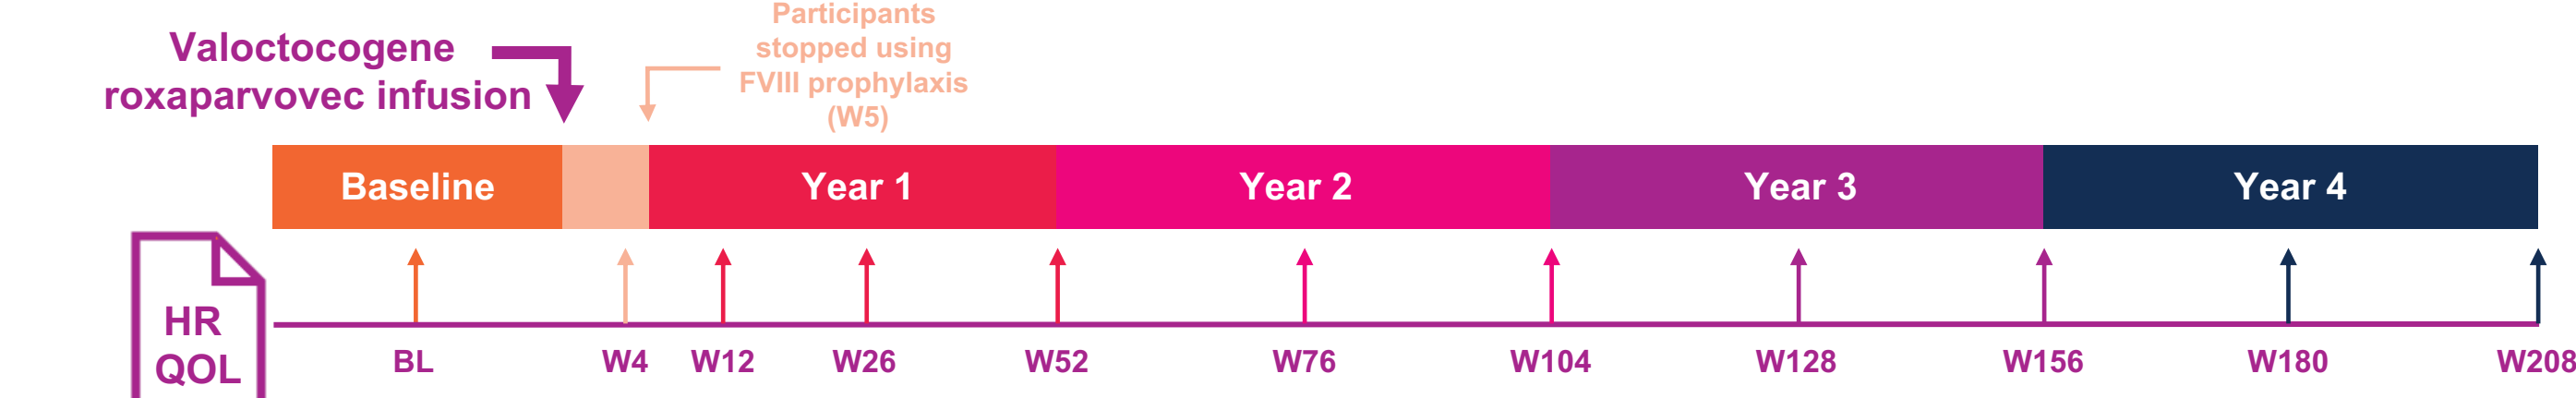 Valoctocogene
roxaparvovec infusion
Participants
stopped using
FVIII prophylaxis
(W5)
Baseline
Year 1
Year 2
Year 3
Year 4
HR
QOL
BL
W4
W12
W26
W52
W76
W104
W128
W156
W180
W208